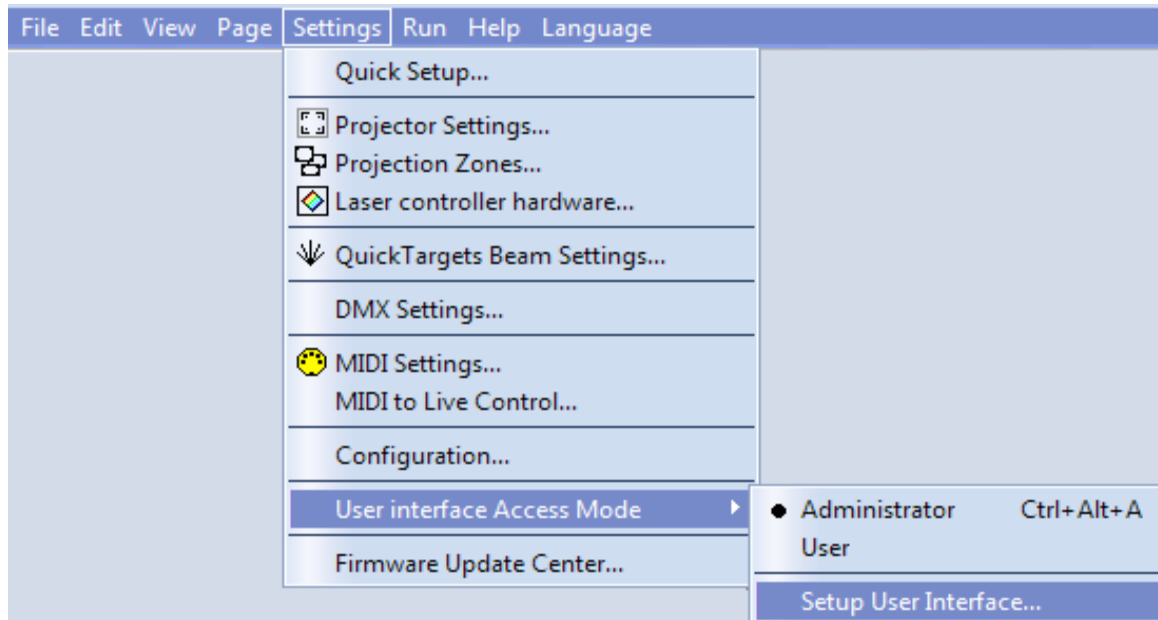 File Edit View Page Settings Run Help Language
Quick Setup...
Projector Settings...
Projection Zones...
Laser controller hardware...
QuickTargets Beam Settings...
DMX Settings...
MIDI Settings...
MIDI to Live Control...
Configuration...
User interface Access Mode
Administrator Ctrl+Alt+A
User
Firmware Update Center...
Setup User Interface...